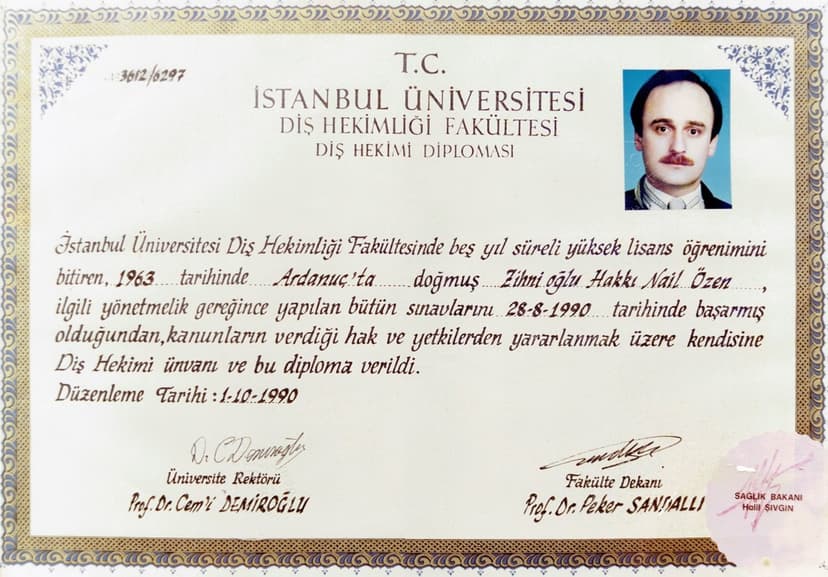 3612/6297
T.C.
İSTANBUL ÜNİVERSİTESİ
DİŞ HEKİMLİĞİ FAKÜLTESİ
DİŞ HEKİMİ DİPLOMASI
İstanbul Üniversitesi Diş Hekimliği Fakültesinde beş yıl süreli yüksek lisans öğrenimini
bitiren, 1963 tarihinde Ardanuç'ta doğmuş Zihni oğlu Hakkı Nail Özen,
ilgili yönetmelik gereğince yapılan bütün sınavlarını 28-8-1990 tarihinde başarmış
olduğundan, kanunların verdiği hak ve yetkilerden yararlanmak üzere kendisine
Diş Hekimi ünvanı ve bu diploma verildi.
Düzenleme Tarihi : 1-10-1990
Üniversite Rektörü
Prof. Dr. Cem'i DEMİROĞLU
Fakülte Dekanı
Prof. Dr. Peker SANDALLI
SAĞLIK BAKANI
Halil ŞIVGIN